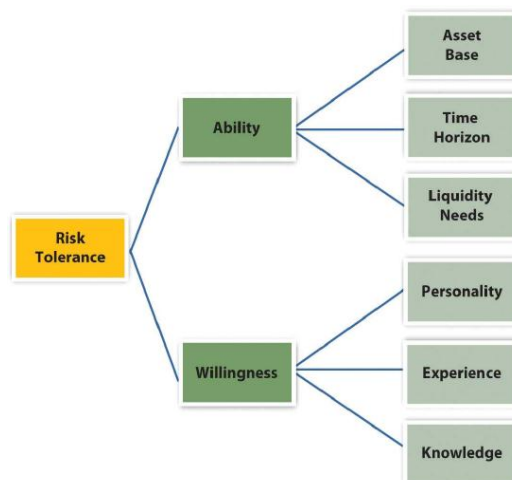 Risk
Tolerance
Ability
Asset
Base
Time
Horizon
Liquidity
Needs
Willingness
Personality
Experience
Knowledge